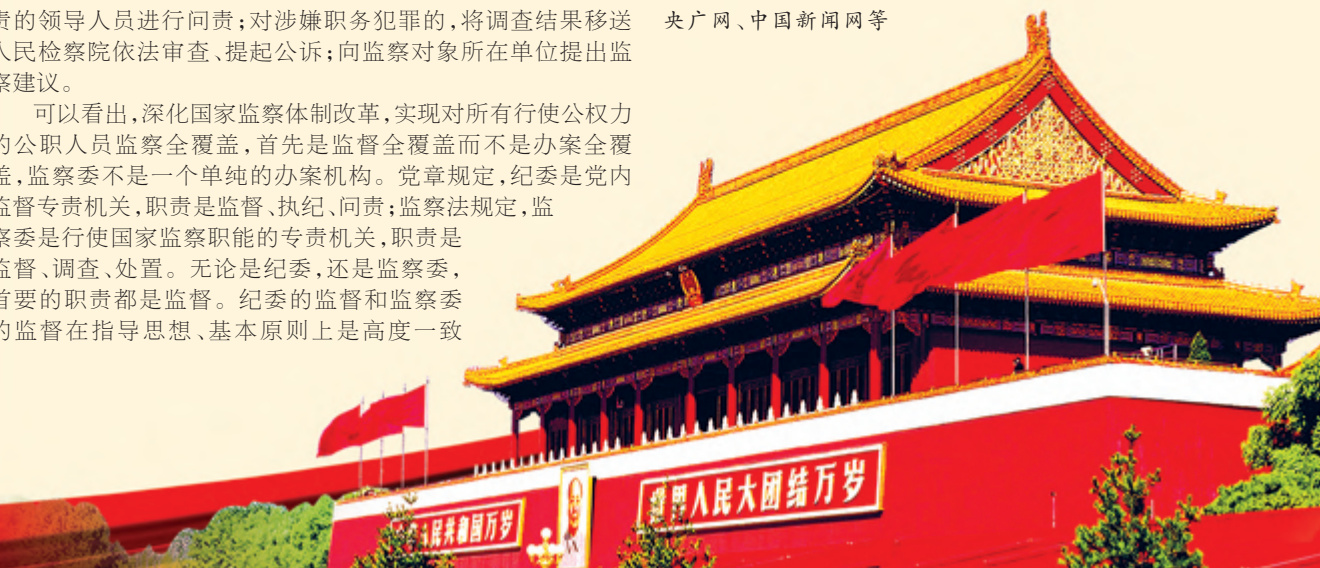 责的领导人员进行问责；对涉嫌职务犯罪的，将调查结果移送
人民检察院依法审查、提起公诉；向监察对象所在单位提出监
察建议。
可以看出，深化国家监察体制改革，实现对所有行使公权力
的公职人员监察全覆盖，首先是监督全覆盖而不是办案全覆
盖，监察委不是一个单纯的办案机构。党章规定，纪委是党内
监督专责机关，职责是监督、执纪、问责；监察法规定，监
察委是行使国家监察职能的专责机关，职责是
监督、调查、处置。无论是纪委，还是监察委，
首要的职责都是监督。纪委的监督和监察委
的监督在指导思想、基本原则上是高度一致
央广网、中国新闻网等
人民共和国万岁
世界人民大团结万岁